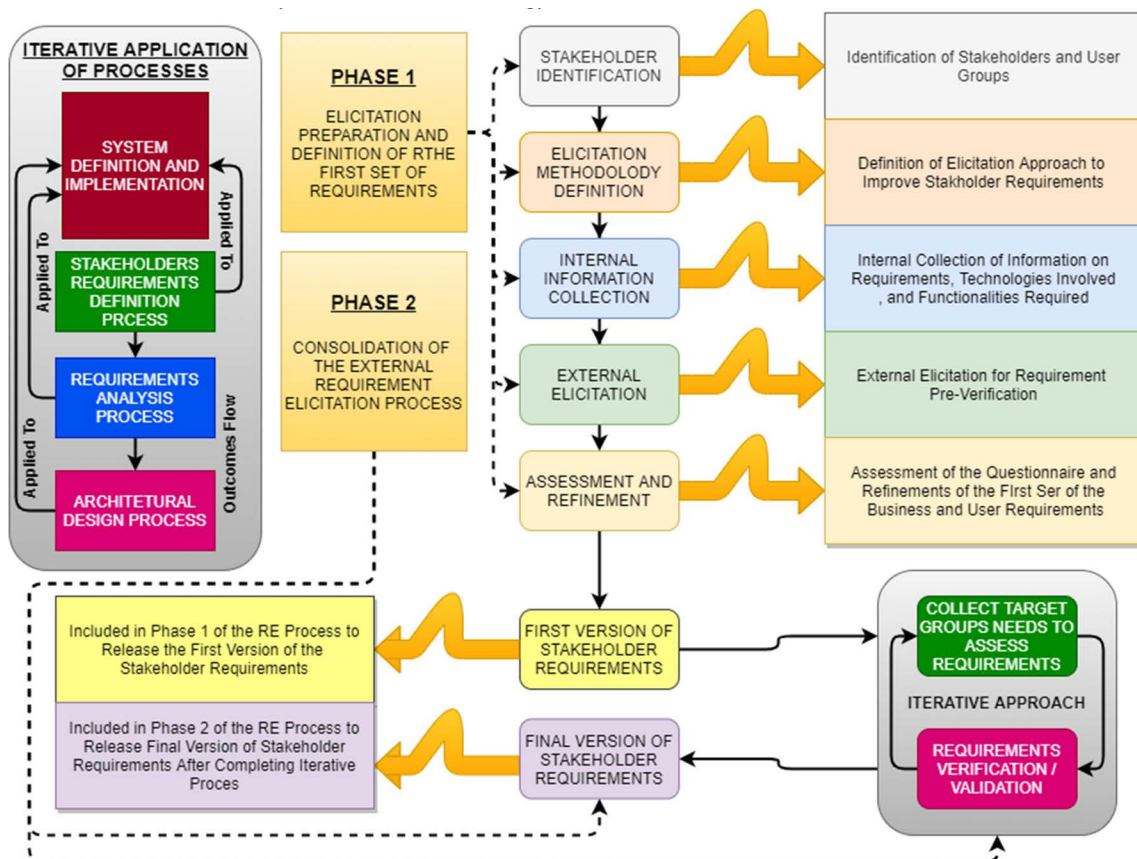 ITERATIVE APPLICATION
OF PROCESSES
SYSTEM
DEFINITION AND
IMPLEMENTATION
Applied To
Applied To
STAKEHOLDERS
REQUIREMENTS
DEFINITION
PRCESS
REQUIREMENTS
ANALYSIS
PROCESS
Applied To
Outcomes Flow
ARCHITETURAL
DESIGN PROCESS
PHASE 1
ELICITATION
PREPARATION AND
DEFINITION OF RTHE
FIRST SET OF
REQUIREMENTS
PHASE 2
CONSOLIDATION OF
THE EXTERNAL
REQUIREMENT
ELICITATION PROCESS
STAKEHOLDER
IDENTIFICATION
Identification of Stakeholders and User
Groups
ELICITATION
METHODOLODY
DEFINITION
Definition of Elicitation Approach to
Improve Stakholder Requirements
INTERNAL
INFORMATION
COLLECTION
Internal Collection of Information on
Requirements, Technologies Involved
, and Functionalities Required
EXTERNAL
ELICITATION
External Elicitation for Requirement
Pre-Verification
ASSESSMENT AND
REFINEMENT
Assessment of the Questionnaire and
Refinements of the FIrst Ser of the
Business and User Requirements
Included in Phase 1 of the RE Process to
Release the First Version of the
Stakeholder Requirements
FIRST VERSION OF
STAKEHOLDER
REQUIREMENTS
COLLECT TARGET
GROUPS NEEDS TO
ASSESS
REQUIREMENTS
ITERATIVE APPROACH
REQUIREMENTS
VERIFICATION /
VALIDATION
Included in Phase 2 of the RE Process to
Release Final Version of Stakeholder
Requirements After Completing Iterative
Proces
FINAL VERSION OF
STAKEHOLDER
REQUIREMENTS